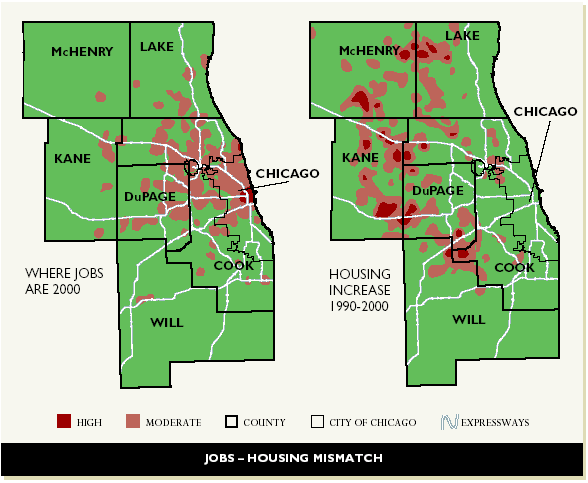 McHENRY
LAKE
KANE
DuPAGE
CHICAGO
COOK
WILL
WHERE JOBS
ARE 2000
McHENRY
LAKE
CHICAGO
KANE
DuPAGE
COOK
WILL
HOUSING
INCREASE
1990-2000
HIGH
MODERATE
COUNTY
CITY OF CHICAGO
EXPRESSWAYS
JOBS – HOUSING MISMATCH